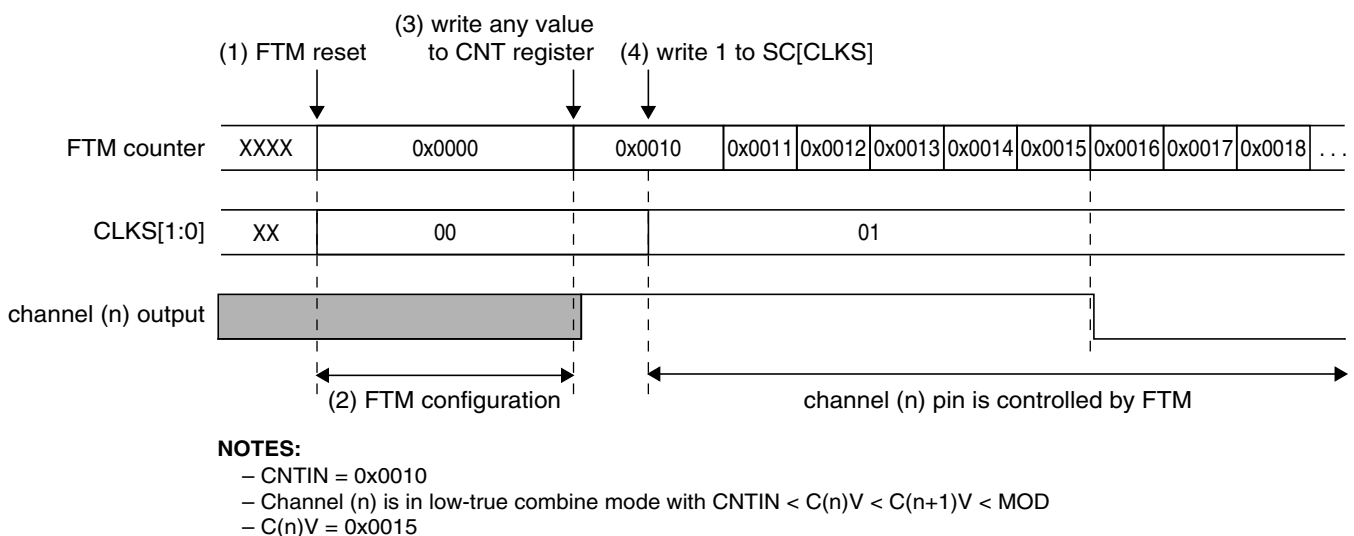 (3) write any value
(1) FTM reset to CNT register (4) write 1 to SC[CLKS]
FTM counter XXXX 0x0000 0x0010 0x0011 0x0012 0x0013 0x0014 0x0015 0x0016 0x0017 0x0018 . . .
CLKS[1:0] XX 00 01
channel (n) output
(2) FTM configuration channel (n) pin is controlled by FTM
NOTES:
– CNTIN = 0x0010
– Channel (n) is in low-true combine mode with CNTIN < C(n)V < C(n+1)V < MOD
– C(n)V = 0x0015